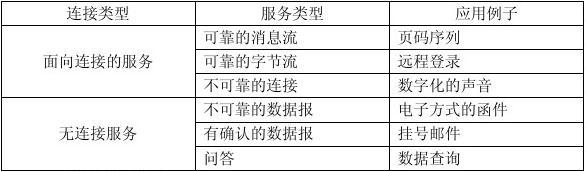 连接类型 服务类型 应用例子
可靠的消息流 页码序列
面向连接的服务 可靠的字节流 远程登录
不可靠的连接 数字化的声音
不可靠的数据报 电子方式的函件
无连接服务 有确认的数据报 挂号邮件
问答 数据查询